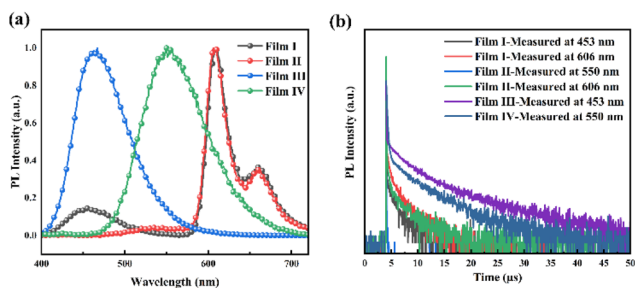 (a)
(b)
PL Intensity (a.u.)
1.0
0.8
0.6
0.4
0.2
0.0
400
500
600
700
Wavelength (nm)
Film I
Film II
Film III
Film IV
PL Intensity (a.u.)
Film I-Measured at 453 nm
Film I-Measured at 606 nm
Film II-Measured at 550 nm
Film II-Measured at 606 nm
Film III-Measured at 453 nm
Film IV-Measured at 550 nm
0
5
10
15
20
25
30
35
40
45
50
Time (μs)